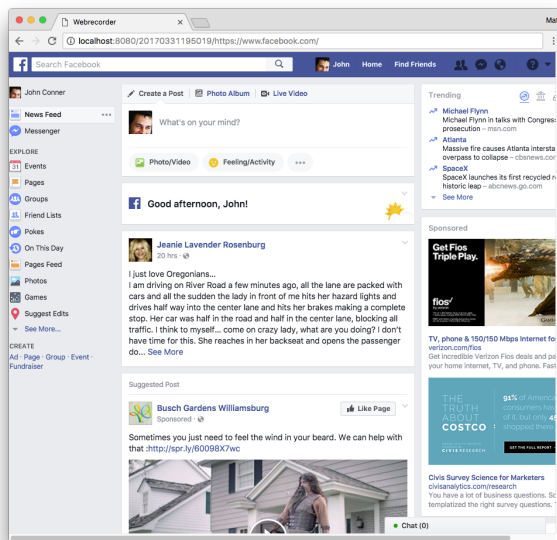 Webrecorder
Mat
localhost:8080/20170331195019/https://www.facebook.com/
Search Facebook
John Home Find Friends
John Conner
News Feed
Messenger
EXPLORE
Events
Pages
Groups
Friend Lists
Pokes
On This Day
Pages Feed
Photos
Games
Suggest Edits
See More...
CREATE
Ad · Page · Group · Event ·
Fundraiser
Create a Post Photo Album Live Video
What's on your mind?
Photo/Video Feeling/Activity
Good afternoon, John!
Jeanie Lavender Rosenburg
20 hrs ·
I just love Oregonians...
I am driving on River Road a few minutes ago, all the lane are packed with
cars and all the sudden the lady in front of me hits her hazard lights and
drives half way into the center lane and hits her brakes making a complete
stop. Her car was half in the road and half in the center lane, blocking all
traffic. I think to myself... come on crazy lady, what are you doing? I don't
have time for this. She reaches in her backseat and opens the passenger
do... See More
Suggested Post
Busch Gardens Williamsburg
Sponsored ·
Like Page
Sometimes you just need to feel the wind in your beard. We can help with
that :http://spr.ly/60098X7wc
Trending
Michael Flynn
Michael Flynn in talks with Congress
prosecution – msn.com
Atlanta
Massive fire causes Atlanta intersta
overpass to collapse – cbsnews.cor
SpaceX
SpaceX launches its first recycled r
historic leap – abcnews.go.com
See More
Sponsored
Get Fios
Triple Play.
fios
by verizon
TV, phone & 150/150 Mbps Internet fo
verizon.com/fios
Get incredible Verizon Fios deals and pa
your home internet, TV, and phone. Fast
THE
TRUTH
ABOUT
COSTCO
CIVIS RESEARCH
91% of America
consumers hav
of it. but only 45
shopped there
GET THE FULL REPORT
Civis Survey Science for Marketers
civisanalytics.com/research
You have a lot of business questions. Sc
templatized the right survey questions.
Chat (0)